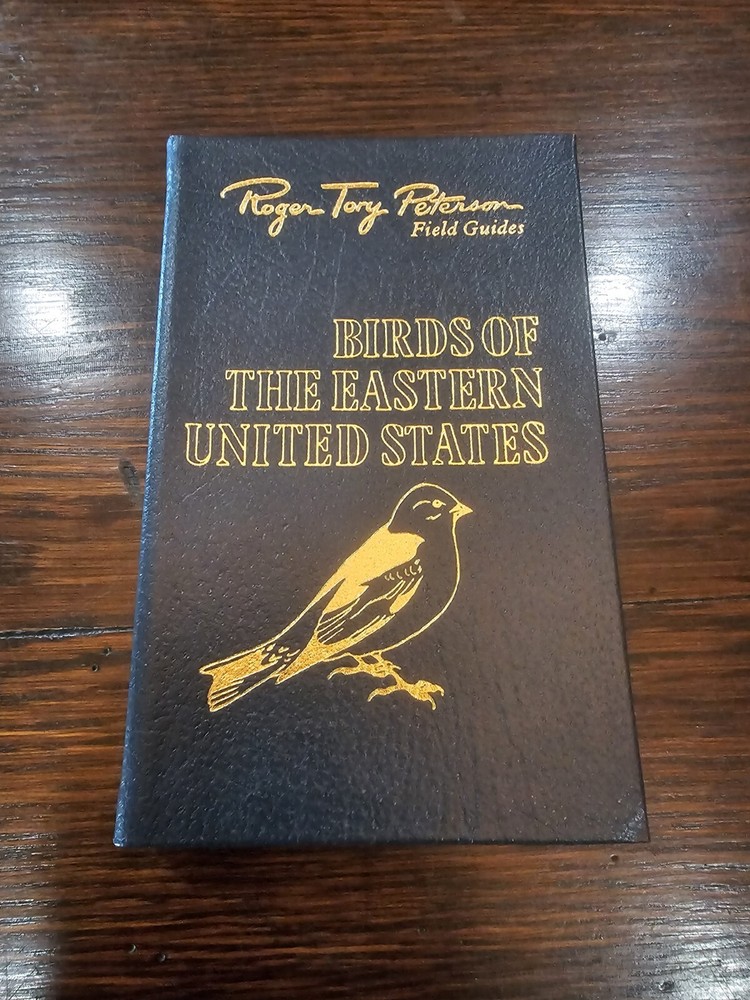 Roger Tory Peterson
Field Guides
BIRDS OF
THE EASTERN
UNITED STATES